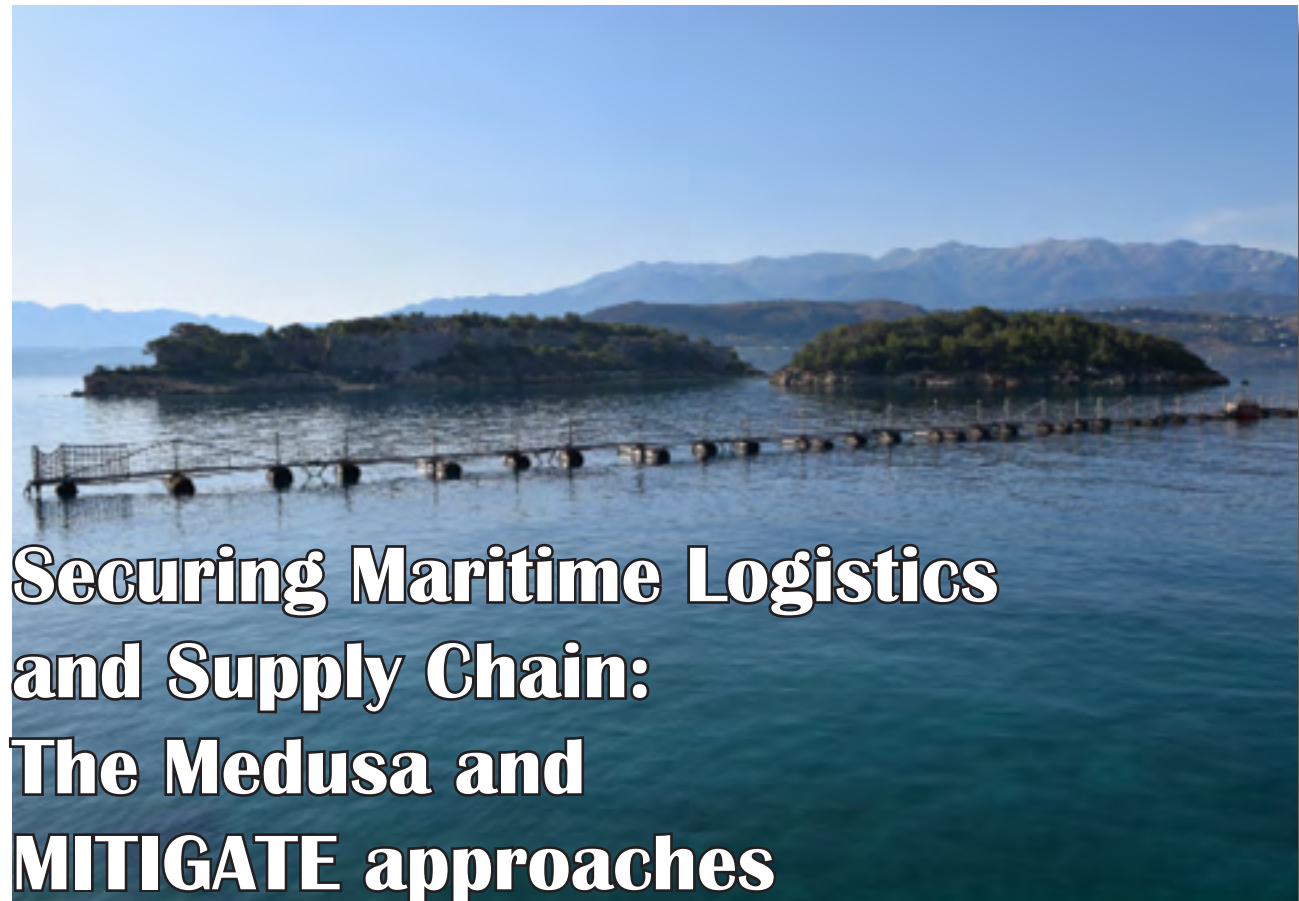 Securing Maritime Logistics
and Supply Chain:
The Medusa and
MITIGATE approaches